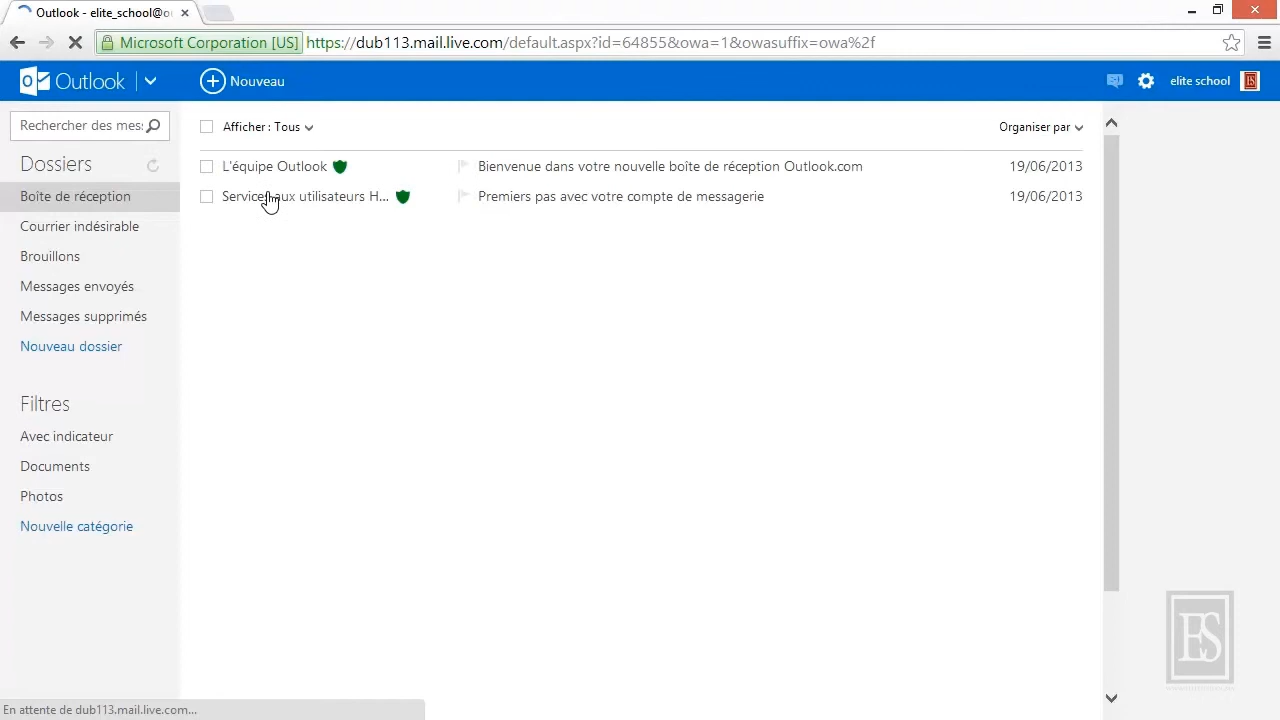 Outlook - elite_school@o
Microsoft Corporation [US] https://dub113.mail.live.com/default.aspx?id=64855&owa=1&owasuffix=owa%2f
Outlook
Nouveau
elite school
Rechercher des mes
Afficher : Tous
Organiser par
Dossiers
L'équipe Outlook Bienvenue dans votre nouvelle boîte de réception Outlook.com 19/06/2013
Boîte de réception
Services aux utilisateurs H... Premiers pas avec votre compte de messagerie 19/06/2013
Courrier indésirable
Brouillons
Messages envoyés
Messages supprimés
Nouveau dossier
Filtres
Avec indicateur
Documents
Photos
Nouvelle catégorie
ES
En attente de dub113.mail.live.com...